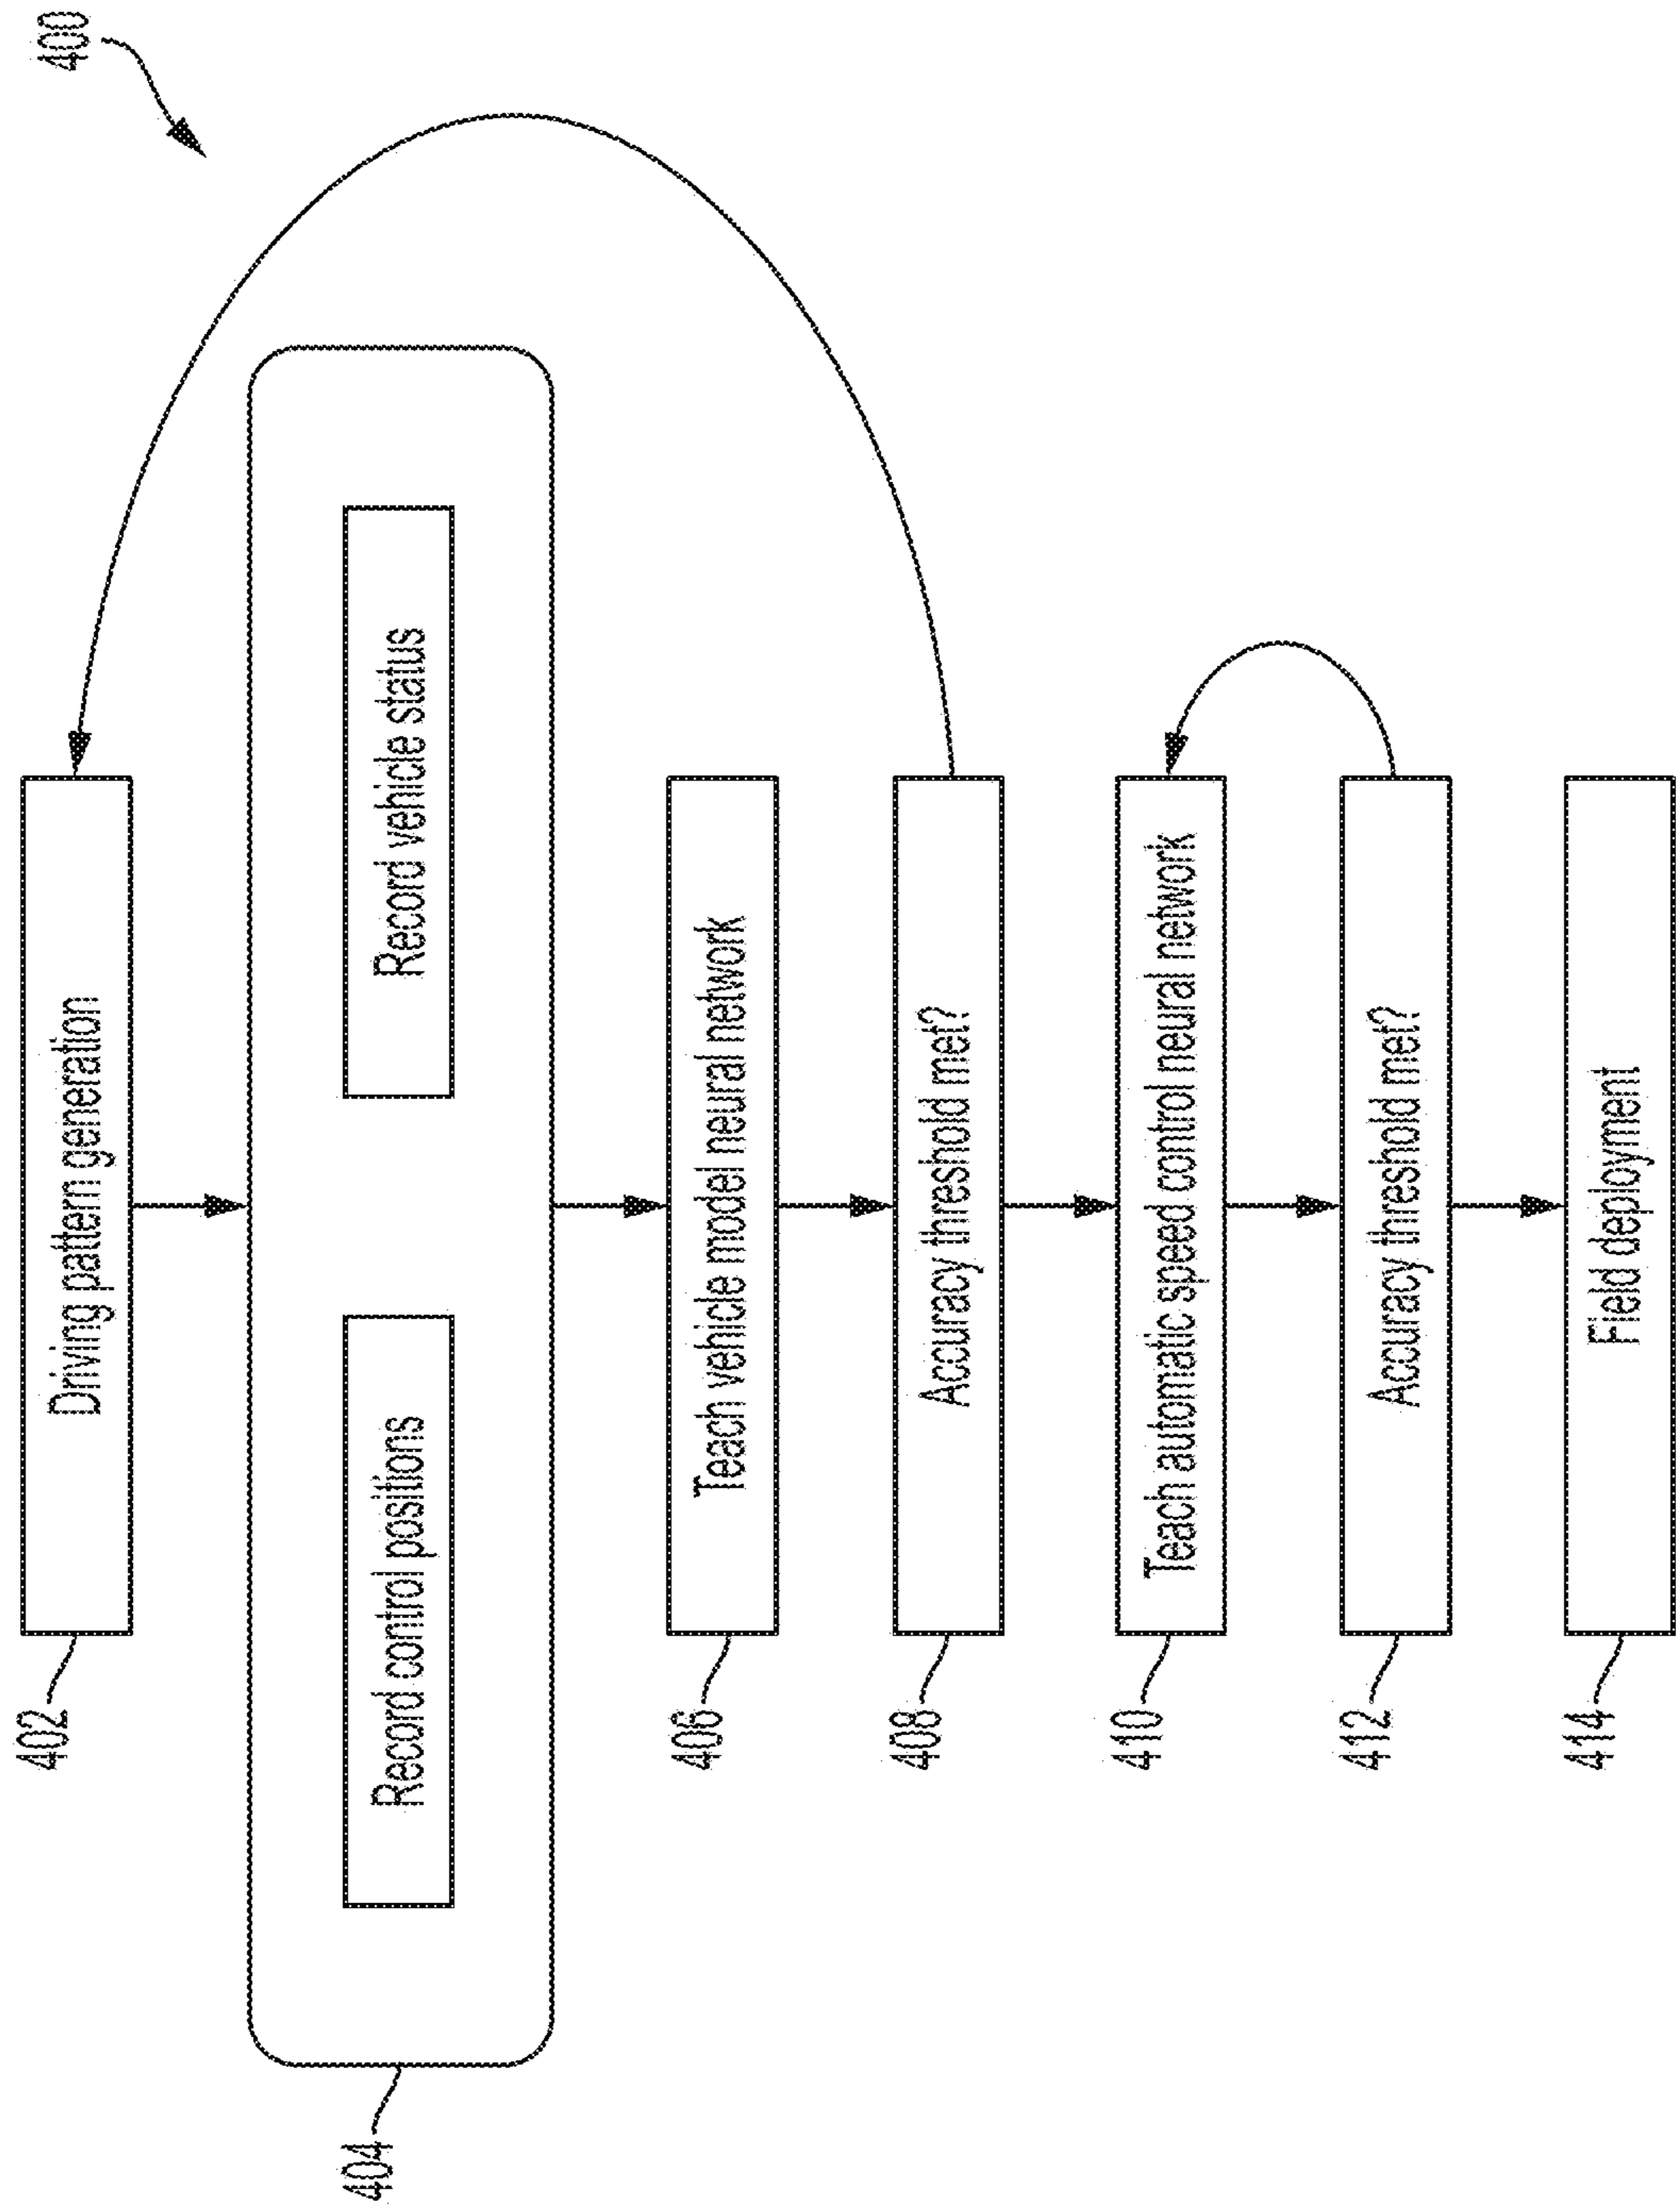 400
402
Driving pattern generation
404
Record control positions
Record vehicle status
406
Teach vehicle model neural network
408
Accuracy threshold met?
410
Teach automatic speed control neural network
412
Accuracy threshold met?
414
Field deployment